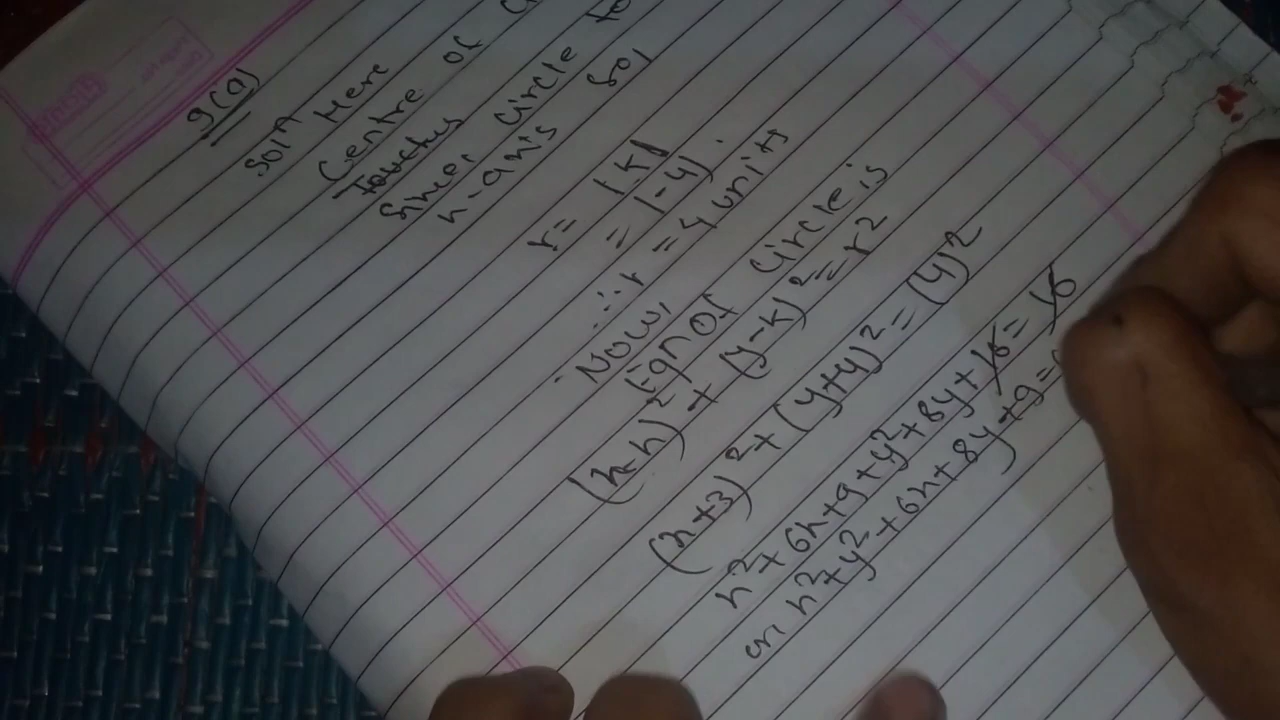 9(a)
Soln Here
Centre of
touches
Since, circle
x-axis so,
r = |k|
= |-4|
∴ r = 4 units
Now,
Eqn of circle is
(x-h)² + (y-k)² = r²
(x+3)² + (y+4)² = (4)²
x²+6x+9+y²+8y+16 = 16
or, x²+y²+6x+8y+9=